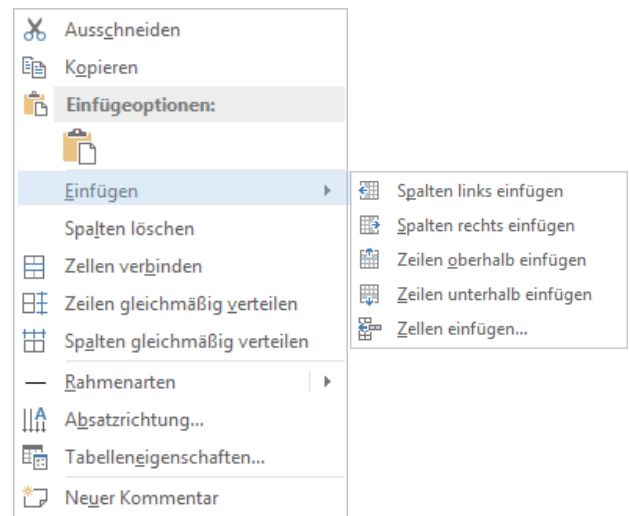 Ausschneiden
Kopieren
Einfügeoptionen:
Einfügen
Spalten löschen
Zellen verbinden
Zeilen gleichmäßig verteilen
Spalten gleichmäßig verteilen
Rahmenarten
Absatzrichtung...
Tabelleneigenschaften...
Neuer Kommentar
Spalten links einfügen
Spalten rechts einfügen
Zeilen oberhalb einfügen
Zeilen unterhalb einfügen
Zellen einfügen...